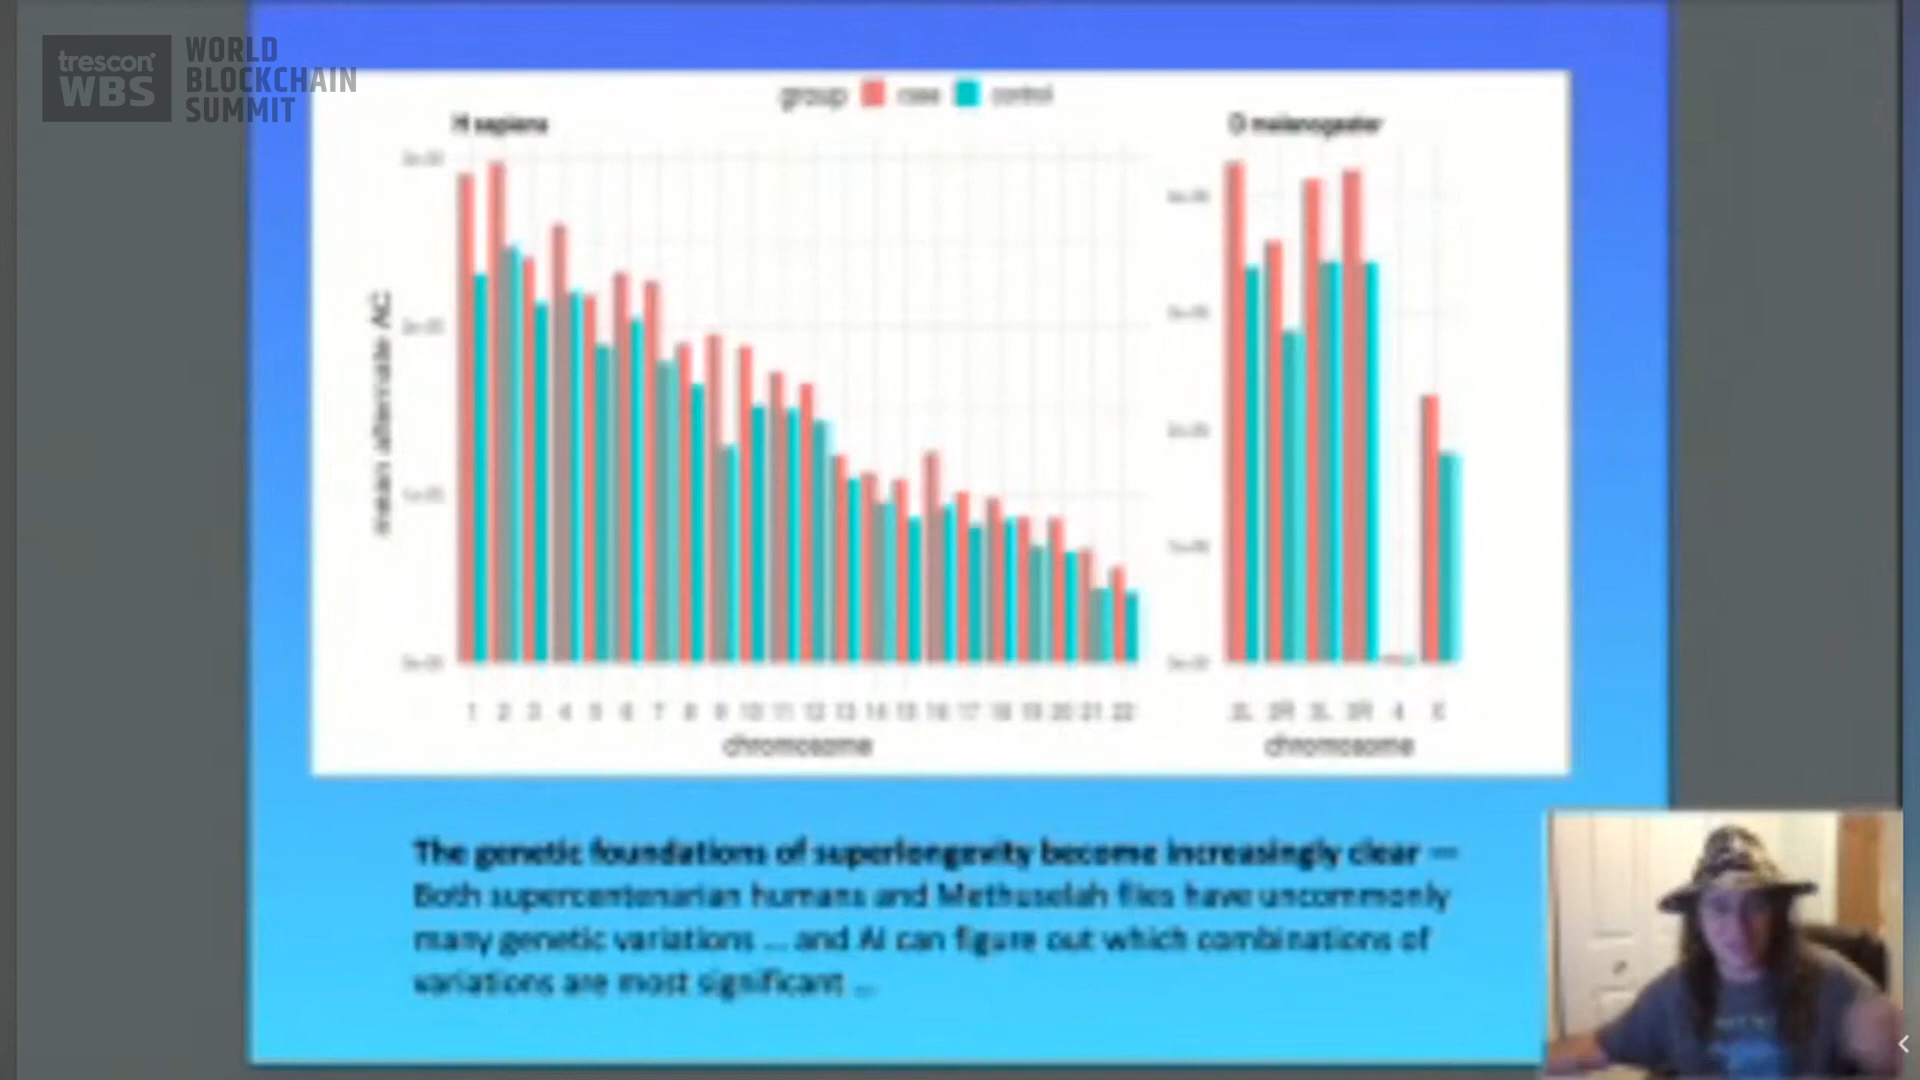 trescon
WBS
WORLD
BLOCKCHAIN
SUMMIT
group case control
H sapiens
D melanogaster
mean alternate AC
1 2 3 4 5 6 7 8 9 10 11 12 13 14 15 16 17 18 19 20 21 22
2L 2R 3L 3R 4 X
chromosome
chromosome
The genetic foundations of superlongevity become increasingly clear —
Both supercentenarian humans and Methuselah flies have uncommonly
many genetic variations ... and AI can figure out which combinations of
variations are most significant ...